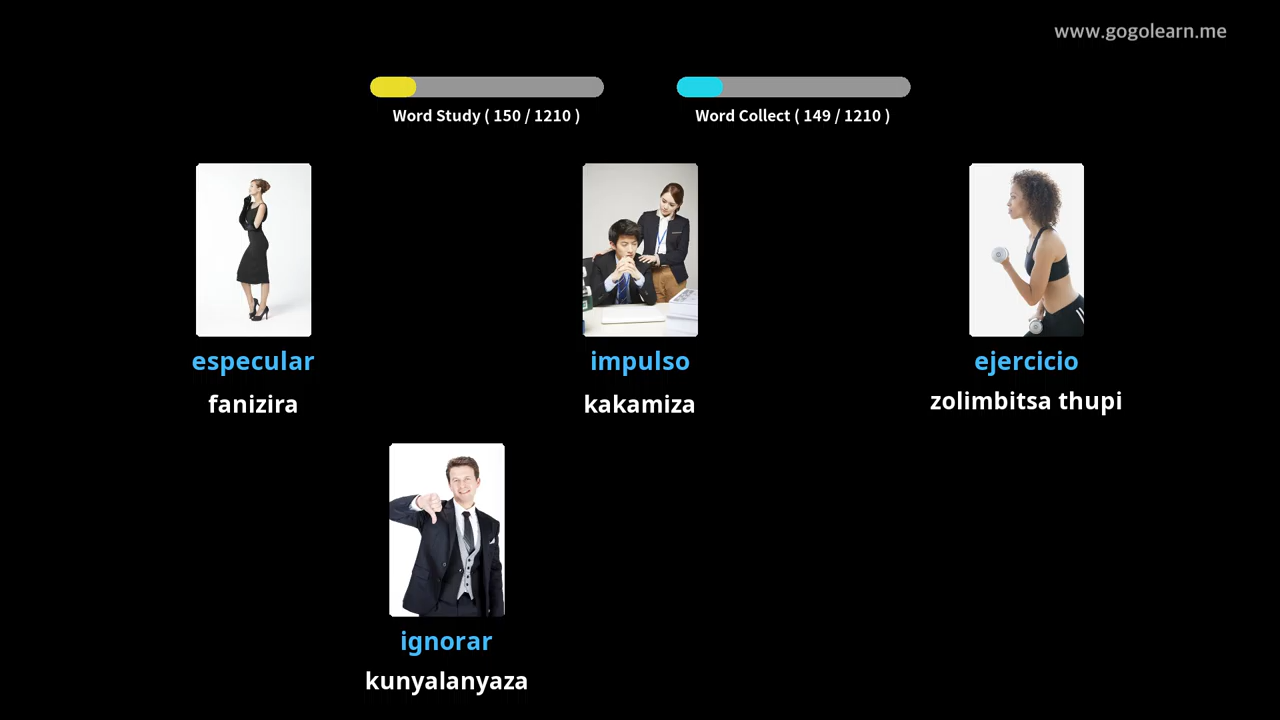 www.gogolearn.me
Word Study ( 150 / 1210 )
Word Collect ( 149 / 1210 )
especular
impulso
ejercicio
fanizira
kakamiza
zolimbitsa thupi
ignorar
kunyalanyaza